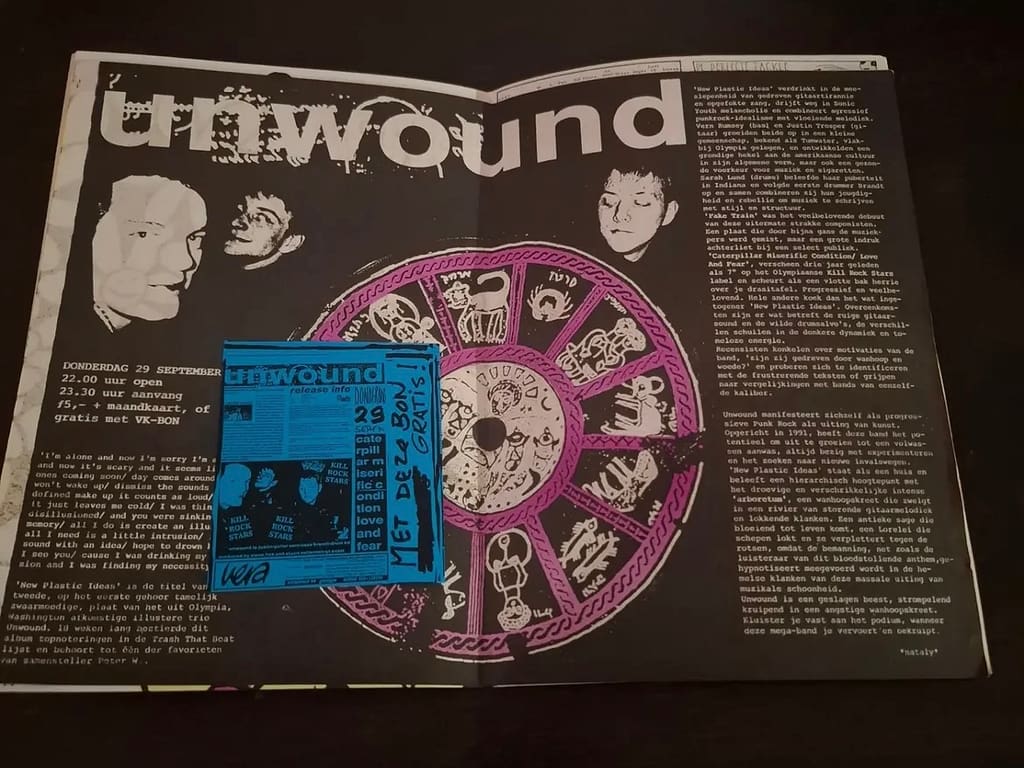 unwound
DONDERDAG 29 SEPTEMBER
22.00 uur open
23.30 uur aanvang
f5,- + maandkaart, of
gratis met VK-BON
'I'm alone and now I'm sorry I'm a
and now it's scary and it seems li
ones coming soon/ day comes around
won't wake up/ dismiss the sounds
defined make up it counts as loud/
it just leaves me cold/ I was thin
disillusioned/ and you were sinkin
memory/ all I do is create an illu
all I need is a little intrusion/
sound with an idea/ hope to drown
I see you/ cause I was drinking my
sion and I was finding my necessity
'New Plastic Ideas' is de titel van
tweede, op het eerste gehoor tamelijk
zwaarmoedige, plaat van het uit Olympia,
Washington afkomstige illustere trio
Unwound. 18 weken lang noteerde dit
album topnoteringen in de Trash That Beat
lijst en behoort tot één der favorieten
van samensteller Peter W..
unwound
release info
DONDERDAG
29
SEPTEM
cate
rpill
ar m
iseri
fic c
ondi
tion
love
and
fear
KILL
ROCK
STARS
KILL
ROCK
STARS
KILL
ROCK
STARS
vera
MET DEZE BON
GRATIS!
'New Plastic Ideas' verdrinkt in de mee-
slependheid van gedreven gitaartirannie
en opgefokte zang, drijft weg in Sonic
Youth melancholie en combineert agressief
punkrock-idealisme met vloeiende melodiek.
Vern Rumsey (bas) en Justin Trosper (gi-
taar) groeiden beide op in een kleine
gemeenschap, bekend als Tumwater, vlak-
bij Olympia gelegen, en ontwikkelden een
grondige hekel aan de amerikaanse cultuur
in zijn algemene vorm, maar ook een gezon-
de voorkeur voor muziek en sigaretten.
Sarah Lund (drums) beleefde haar puberteit
in Indiana en volgde eerste drummer Brandt
op en samen combineren zij hun jeugdig-
heid en rebellie om muziek te schrijven
met stijl en structuur.
'Fake Train' was het veelbelovende debuut
van deze uitermate strakke componisten.
Een plaat die door bijna gans de muziek-
pers werd gemist, maar een grote indruk
achterliet bij een select publiek.
'Caterpillar Miserific Condition/ Love
And Fear', verscheen drie jaar geleden
als 7" op het Olympiaanse Kill Rock Stars
label en scheurt als een vlotte bak herrie
over je draaitafel. Progressief en veelbe-
lovend. Hele andere koek dan het wat inge-
togener 'New Plastic Ideas'. Overeenkoms-
ten zijn er wat betreft de ruige gitaar-
sound en de wilde drumsalvo's, de verschil-
len schuilen in de donkere dynamiek en to-
meloze energie.
Recensisten konkelen over motivaties van de
band, 'zijn zij gedreven door wanhoop en
woede?' en proberen zich te identificeren
met de frustrerende teksten of grijpen
naar vergelijkingen met bands van eenzelf-
de kaliber.
Unwound manifesteert zichzelf als progres-
sieve Punk Rock als uiting van kunst.
Opgericht in 1991, heeft deze band het po-
tentieel om uit te groeien tot een volwas-
sen aanwas, altijd bezig met experimenteren
en het zoeken naar nieuwe invalswegen.
'New Plastic Ideas' staat als een huis en
beleeft een hierarchisch hoogtepunt met
het droevige en verschrikkelijks intense
'arboretum', een wanhoopskreet die zwelgt
in een rivier van storende gitaarmelodiek
en lokkende klanken. Een antieke sage die
bloeiend tot leven komt, een Lorelei die
schepen lokt en ze verplettert tegen de
rotsen, omdat de bemanning, net zoals de
luisteraar van dit bloedstollende anthem,ge-
hypnotiseert meegevoerd wordt in de he-
melse klanken van deze massale uiting van
muzikale schoonheid.
Unwound is een geslagen beest, strompelend
kruipend in een angstige wanhoopskreet.
Kluister je vast aan het podium, wanneer
deze mega-band je vervoert en bekruipt.
*nataly*